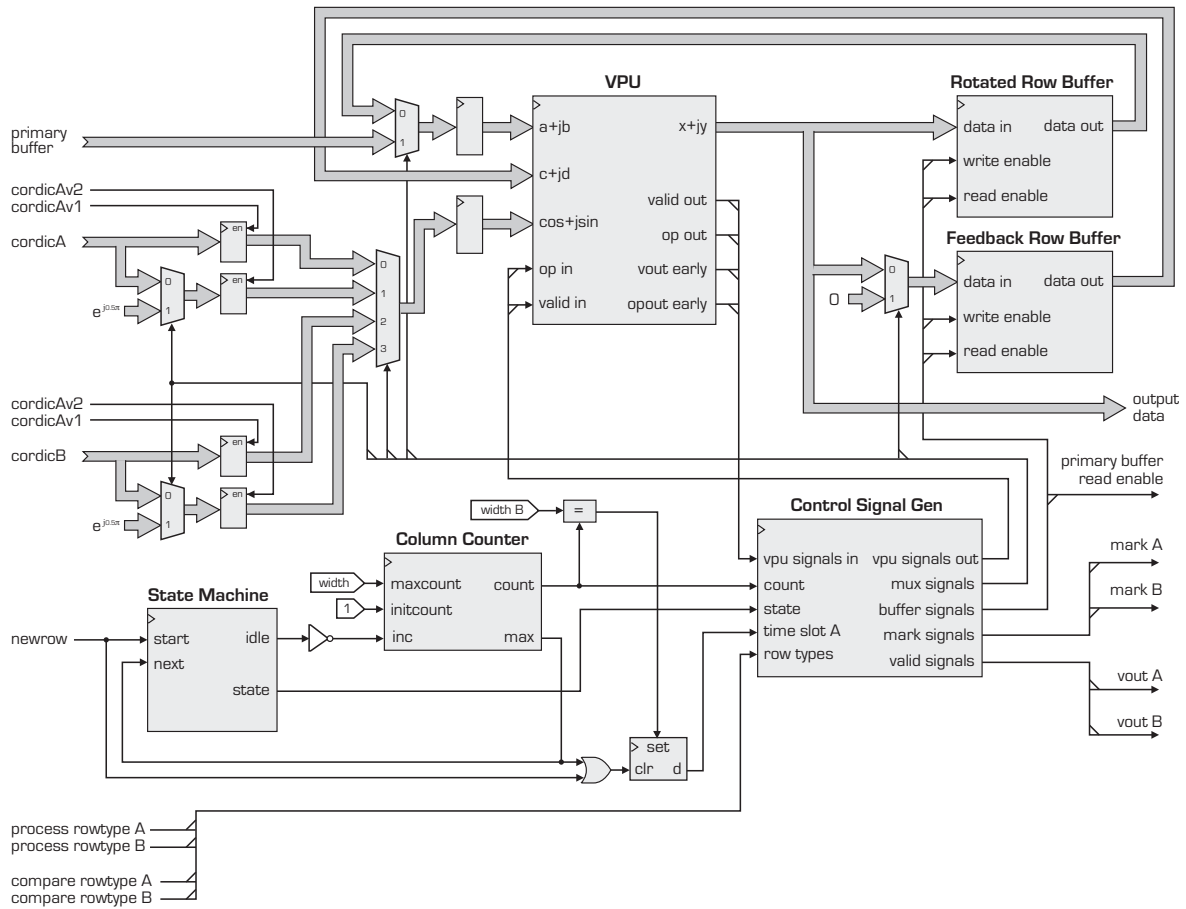 VPU
Rotated Row Buffer
0
1
a+jb
x+jy
data in
data out
primary
buffer
write enable
c+jd
read enable
cordicAv2
cordicAv1
valid out
en
cos+jsin
cordicA
op out
Feedback Row Buffer
0
op in
vout early
0
data in
data out
0
en
1
valid in
opout early
0
1
e^j0.5π
1
2
write enable
3
read enable
cordicAv2
cordicAv1
output
data
en
cordicB
primary buffer
read enable
0
en
e^j0.5π
1
width B
=
Control Signal Gen
Column Counter
mark A
vpu signals in
vpu signals out
width
maxcount
count
count
mux signals
mark B
State Machine
1
initcount
state
buffer signals
newrow
start
idle
inc
max
time slot A
mark signals
next
row types
valid signals
vout A
state
vout B
set
clr
d
process rowtype A
process rowtype B
compare rowtype A
compare rowtype B